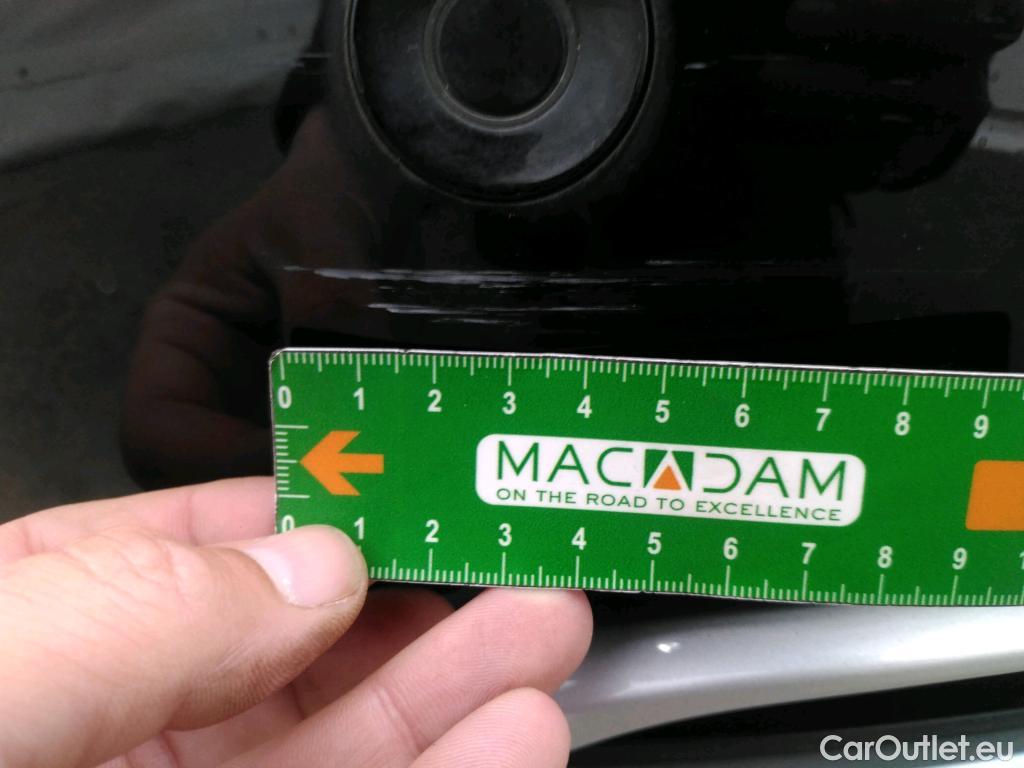 0 1 2 3 4 5 6 7 8 9
MACADAM
ON THE ROAD TO EXCELLENCE
0 1 2 3 4 5 6 7 8 9 1
CarOutlet.eu